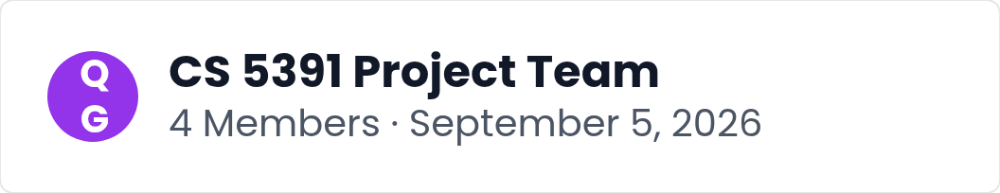 Q
G
CS 5391 Project Team
4 Members · September 5, 2026